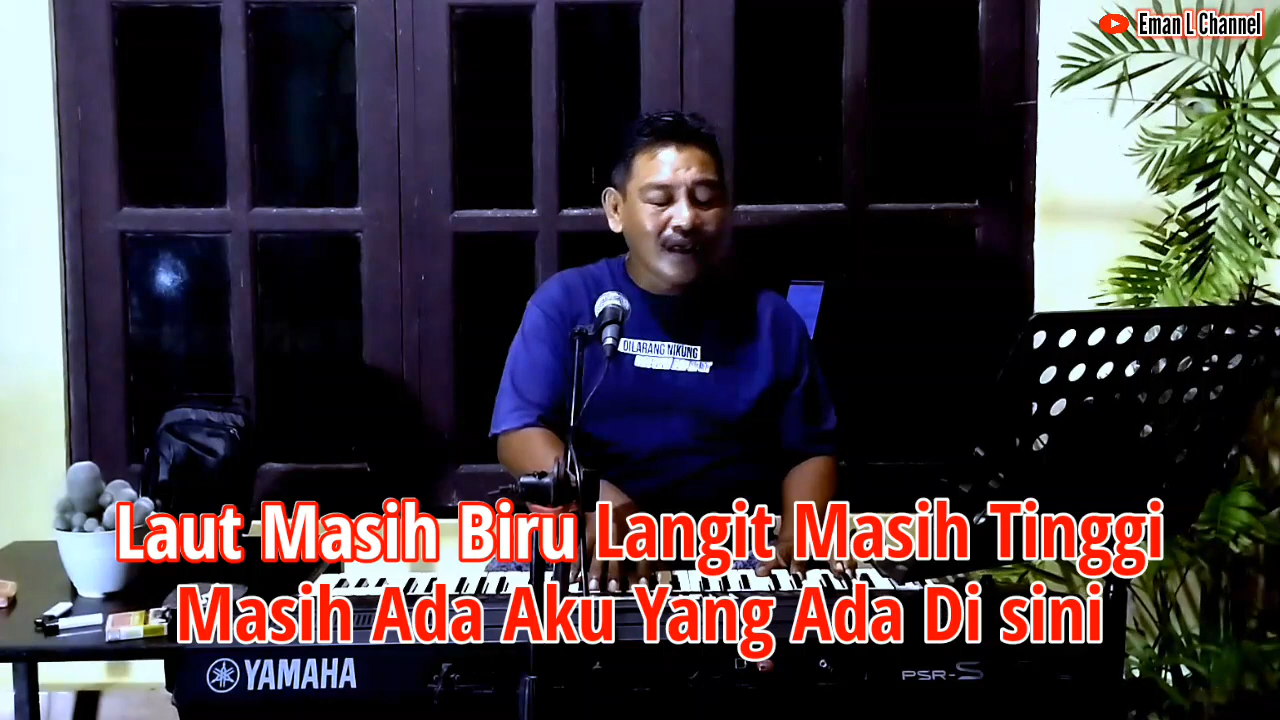 Eman L Channel
DILARANG NIKUNG
Laut Masih Biru Langit Masih Tinggi
Masih Ada Aku Yang Ada Di sini
YAMAHA
PSR-S